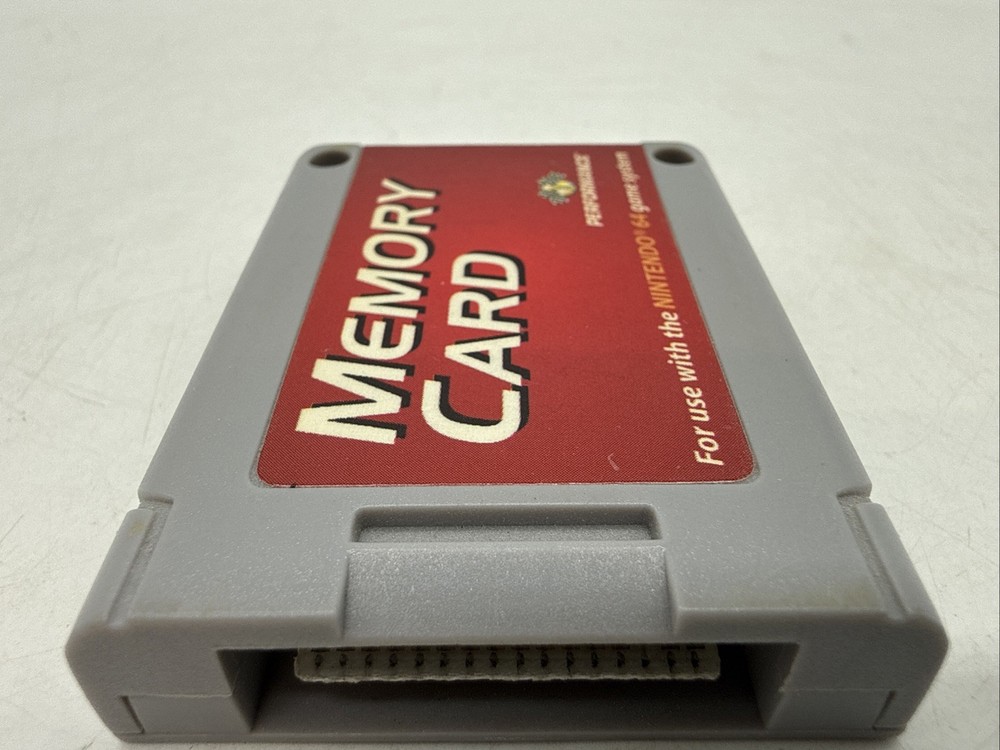 MEMORY
CARD
PERFORMANCE
For use with the NINTENDO® 64 game system